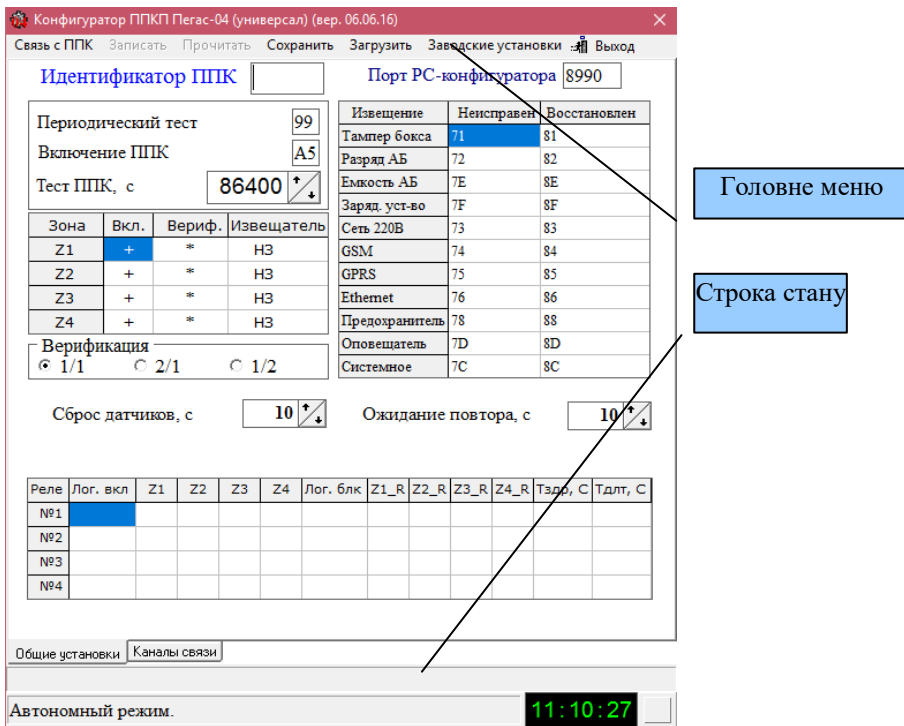 Конфигуратор ППКП Пегас-04 (универсал) (вер. 06.06.16)
Связь с ППК Записать Прочитать Сохранить Загрузить Заводские установки Выход
Идентификатор ППК Порт PC-конфигуратора 8990
Периодический тест 99
Включение ППК A5
Тест ППК, с 86400
Зона Вкл. Вериф. Извещатель
Z1 + * НЗ
Z2 + * НЗ
Z3 + * НЗ
Z4 + * НЗ
Верификация
1/1 2/1 1/2
Извещение Неисправен Восстановлен
Тампер бокса 71 81
Разряд АБ 72 82
Емкость АБ 7E 8E
Заряд. уст-во 7F 8F
Сеть 220В 73 83
GSM 74 84
GPRS 75 85
Ethernet 76 86
Предохранитель 78 88
Оповещатель 7D 8D
Системное 7C 8C
Сброс датчиков, с 10 Ожидание повтора, с 10
Реле Лог. вкл Z1 Z2 Z3 Z4 Лог. блк Z1_R Z2_R Z3_R Z4_R Тздр, С Тдлт, С
№1
№2
№3
№4
Общие установки Каналы связи
Автономный режим. 11:10:27
Головне меню
Строка стану